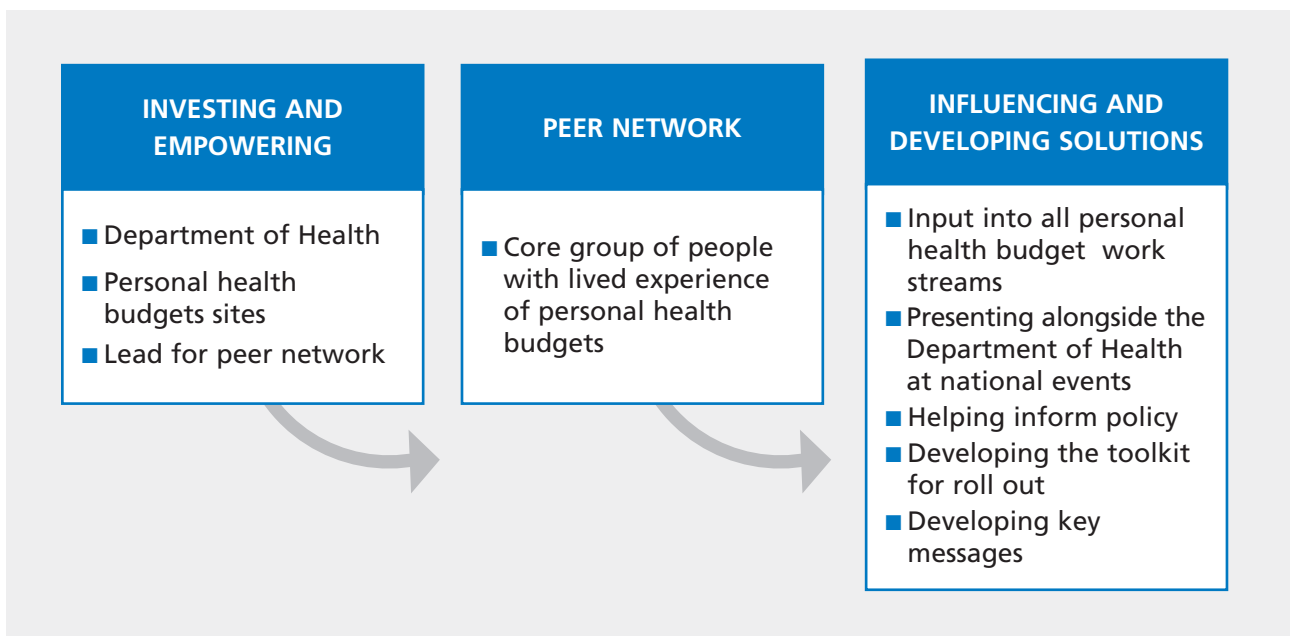 INVESTING AND
EMPOWERING
■ Department of Health
■ Personal health
budgets sites
■ Lead for peer network
PEER NETWORK
■ Core group of people
with lived experience
of personal health
budgets
INFLUENCING AND
DEVELOPING SOLUTIONS
■ Input into all personal
health budget  work
streams
■ Presenting alongside the
Department of Health
at national events
■ Helping inform policy
■ Developing the toolkit
for roll out
■ Developing key
messages